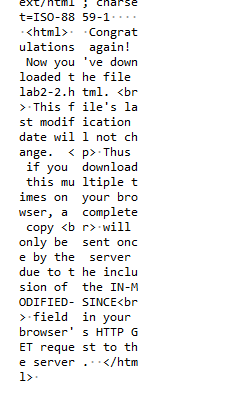 ext/html ; charse
t=ISO-88 59-1····
·<html>· ·Congrat
ulations  again!
 Now you 've down
loaded t he file
lab2-2.h tml. <br
>·This f ile's la
st modif ication
date wil l not ch
ange.  < p>·Thus
 if you  download
 this mu ltiple t
imes on  your bro
wser, a  complete
 copy <b r>·will
only be  sent onc
e by the  server
due to t he inclu
sion of  the IN-M
ODIFIED- SINCE<br
>·field  in your
browser' s HTTP G
ET reque st to th
e server .··</htm
l>·